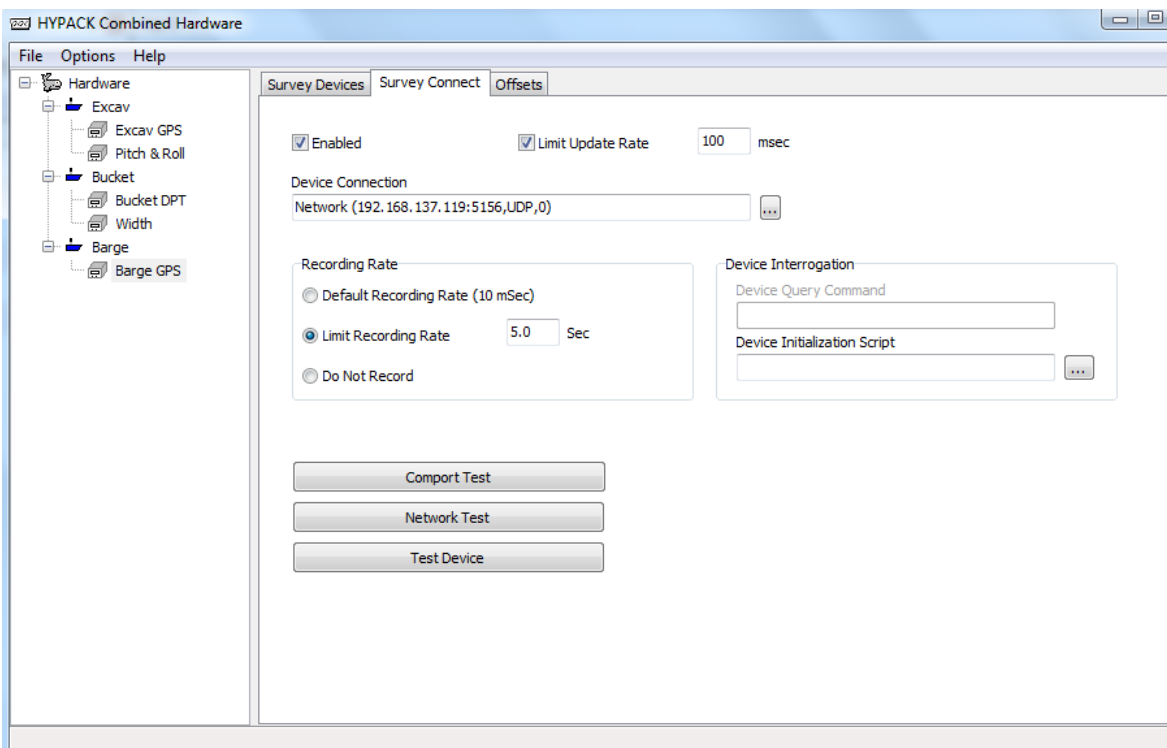 HYPACK Combined Hardware
File Options Help
Hardware
Excav
Excav GPS
Pitch & Roll
Bucket
Bucket DPT
Width
Barge
Barge GPS
Survey Devices Survey Connect Offsets
Enabled Limit Update Rate 100 msec
Device Connection
Network (192.168.137.119:5156,UDP,0) ...
Recording Rate
Default Recording Rate (10 mSec)
Limit Recording Rate 5.0 Sec
Do Not Record
Device Interrogation
Device Query Command
Device Initialization Script
...
Comport Test
Network Test
Test Device